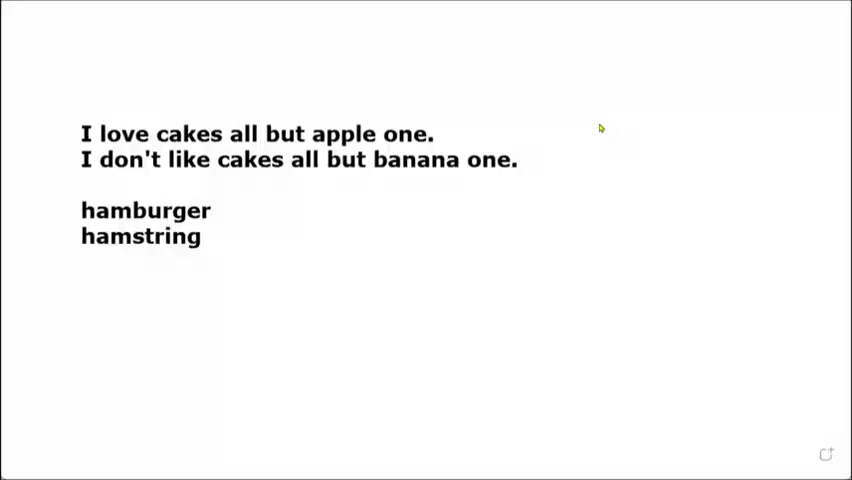 I love cakes all but apple one.
I don't like cakes all but banana one.
hamburger
hamstring